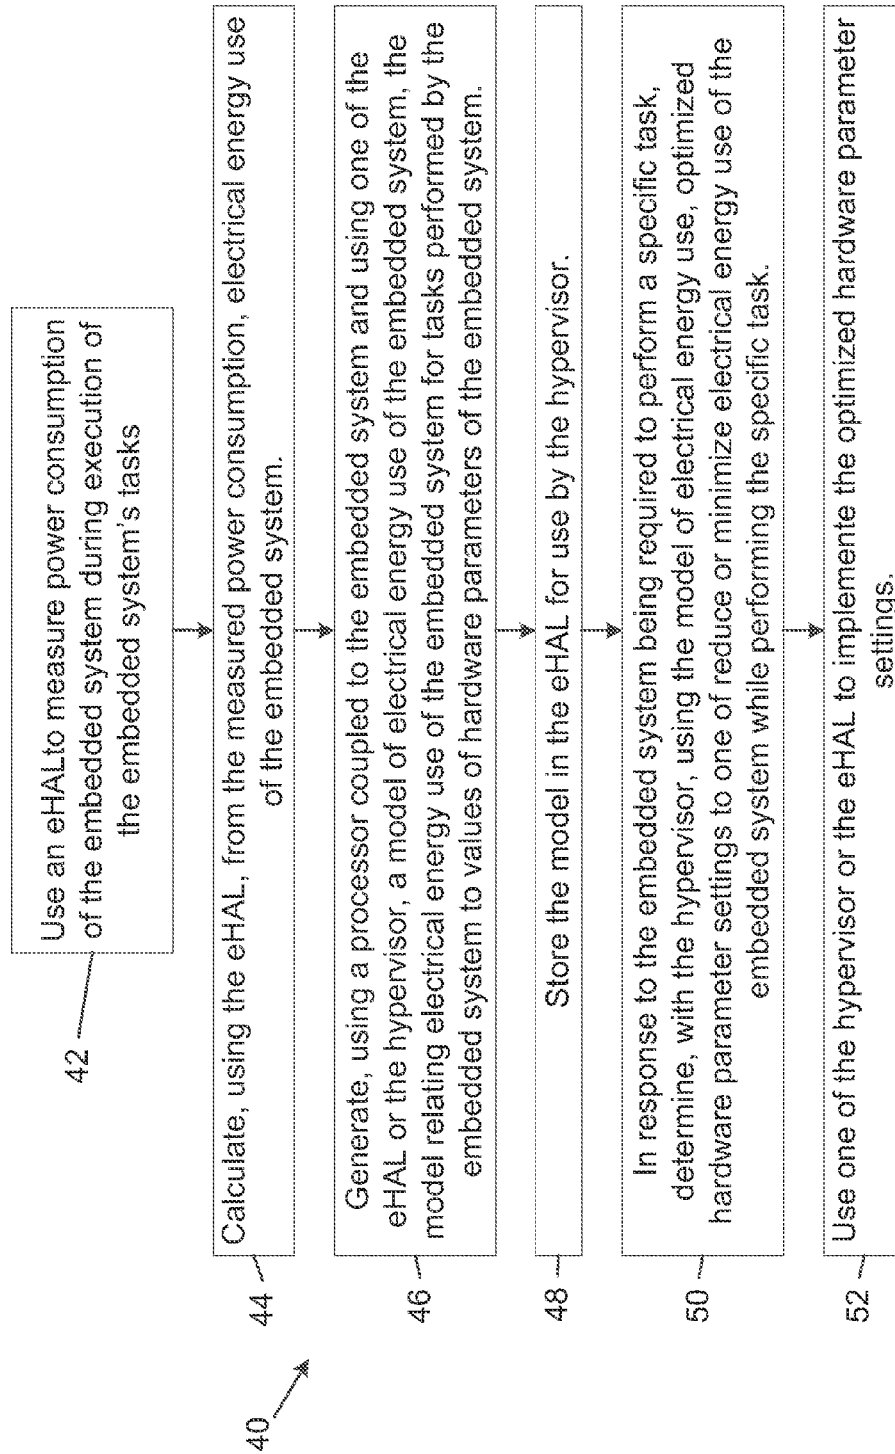 40
42
Use an eHALto measure power consumption
of the embedded system during execution of
the embedded system's tasks
44
Calculate, using the eHAL, from the measured power consumption, electrical energy use
of the embedded system.
46
Generate, using a processor coupled to the embedded system and using one of the
eHAL or the hypervisor, a model of electrical energy use of the embedded system, the
model relating electrical energy use of the embedded system for tasks performed by the
embedded system to values of hardware parameters of the embedded system.
48
Store the model in the eHAL for use by the hypervisor.
50
In response to the embedded system being required to perform a specific task,
determine, with the hypervisor, using the model of electrical energy use, optimized
hardware parameter settings to one of reduce or minimize electrical energy use of the
embedded system while performing the specific task.
52
Use one of the hypervisor or the eHAL to implemente the optimized hardware parameter
settings.